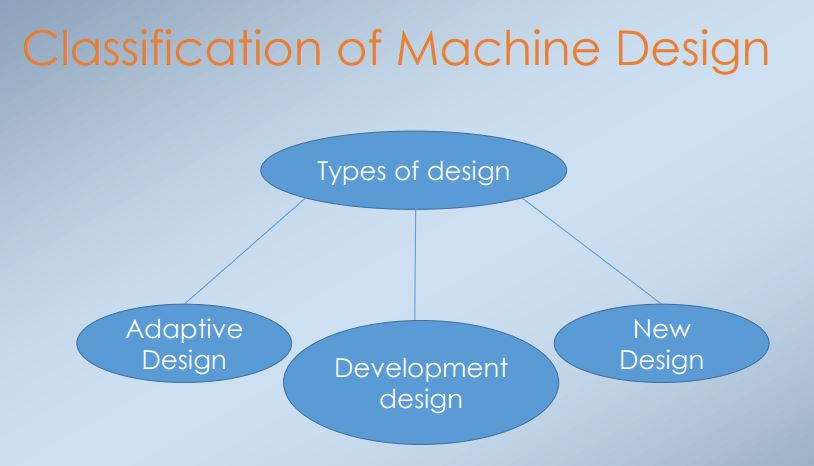 Classification of Machine Design
Types of design
Adaptive
Design
Development
design
New
Design